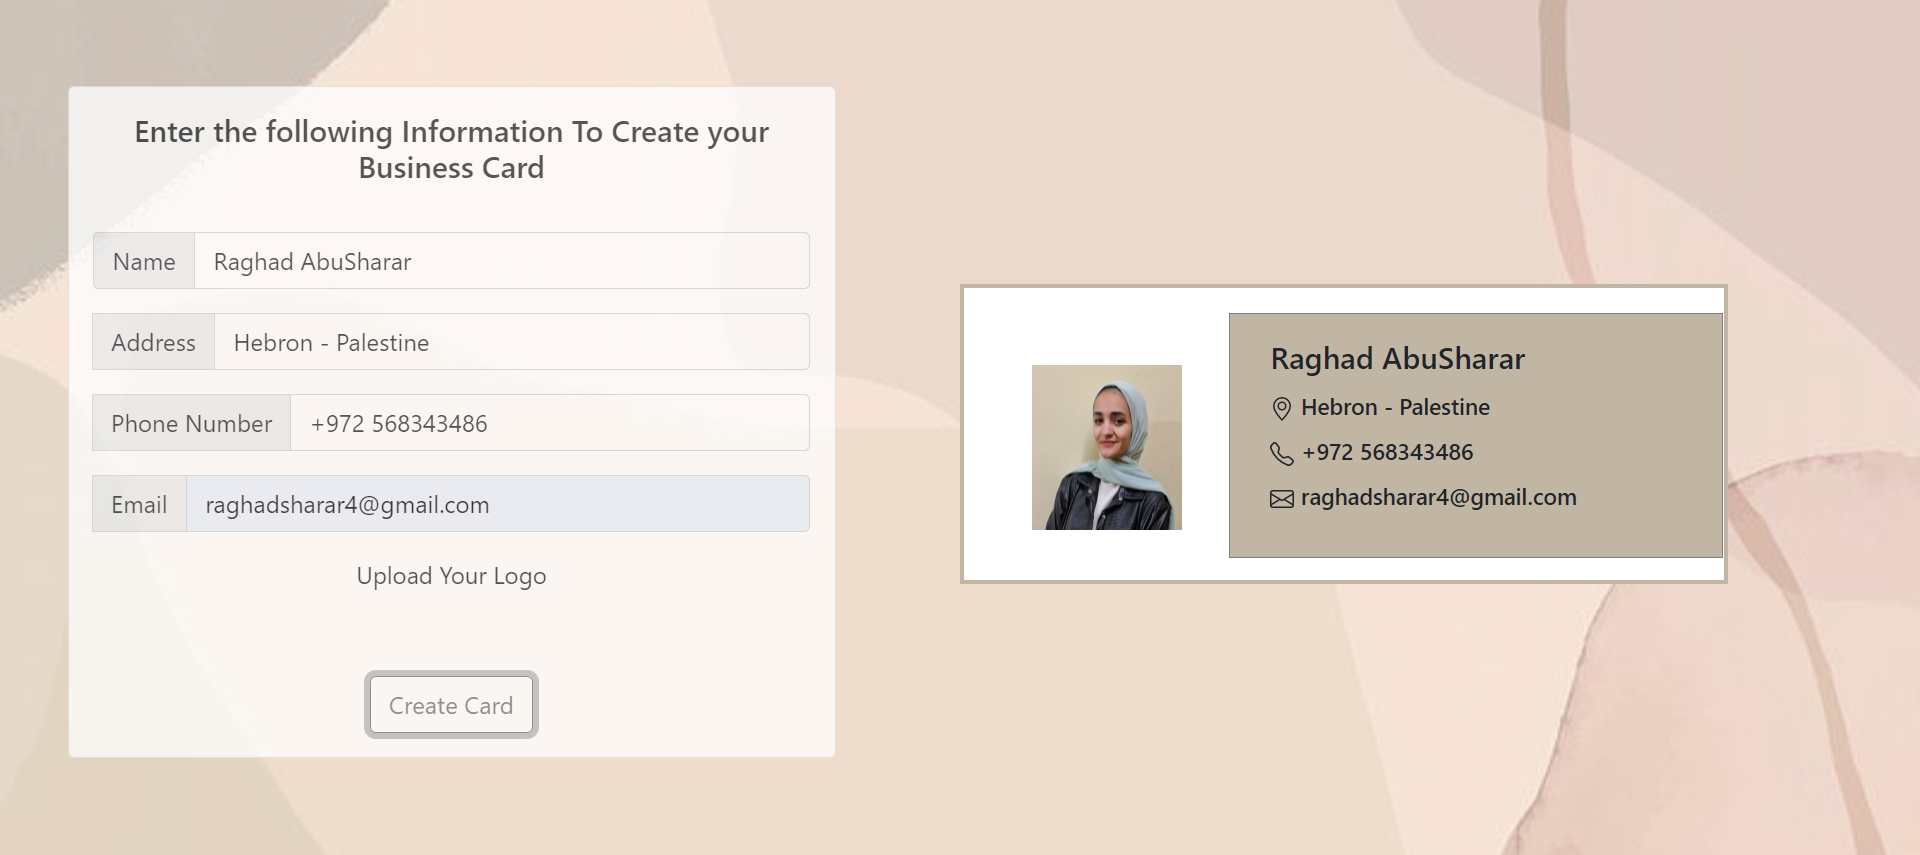 Enter the following Information To Create your
Business Card
Name
Raghad AbuSharar
Address
Hebron - Palestine
Phone Number
+972 568343486
Email
raghadsharar4@gmail.com
Upload Your Logo
Create Card
Raghad AbuSharar
Hebron - Palestine
+972 568343486
raghadsharar4@gmail.com